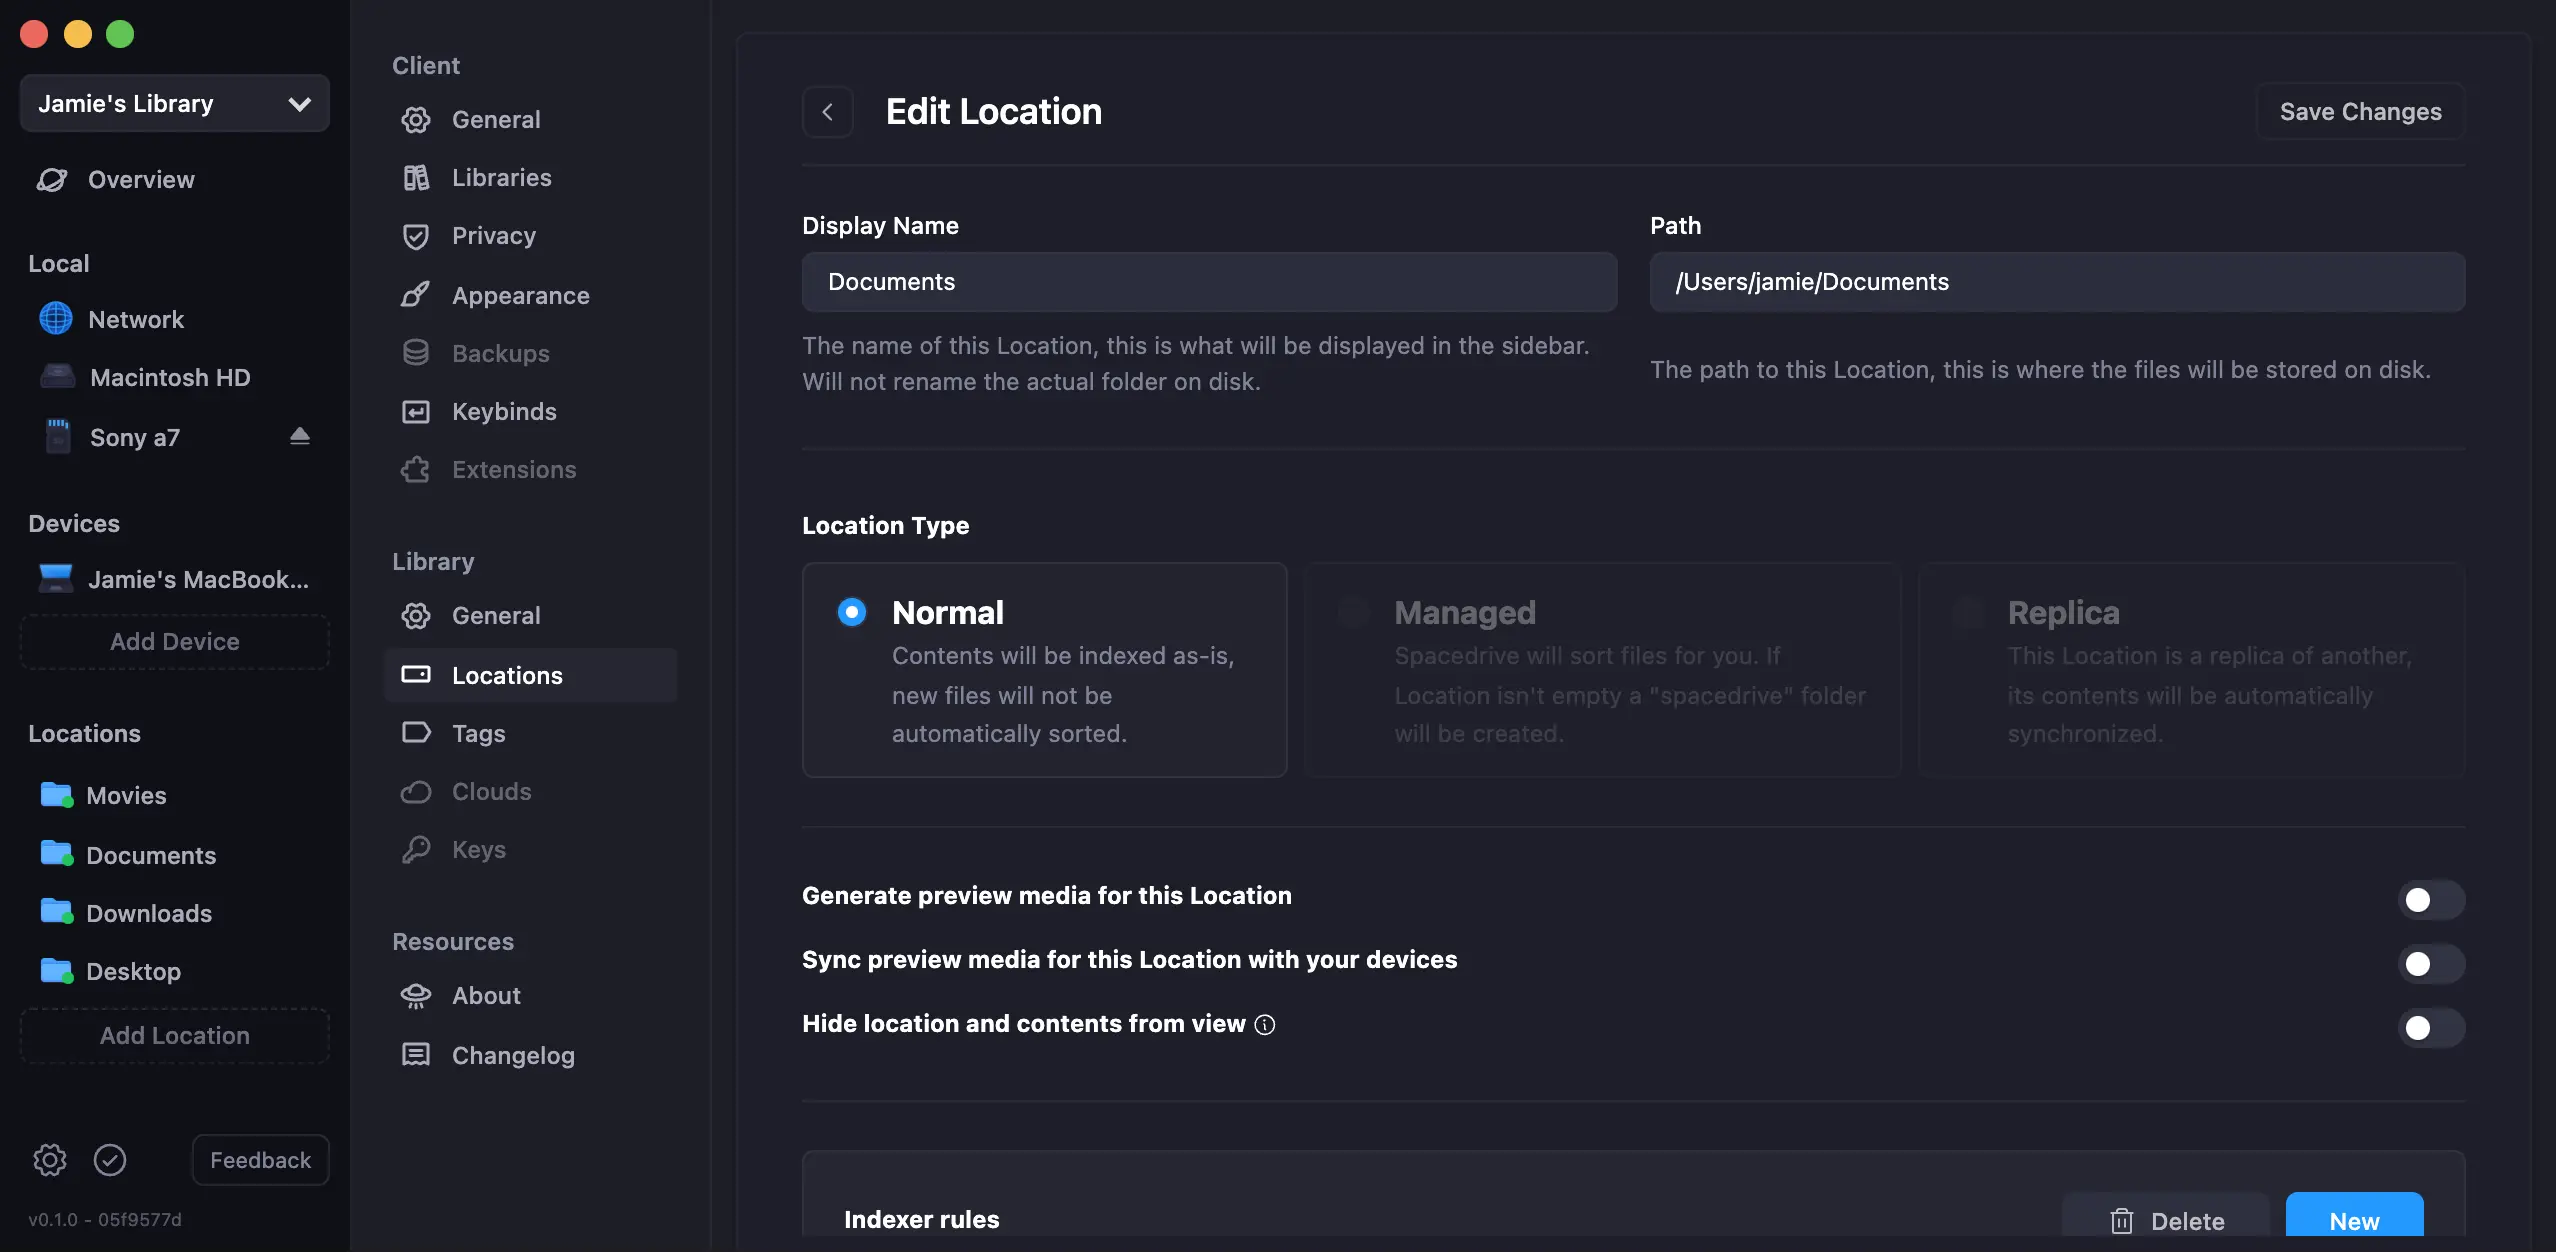 Jamie's Library
Overview
Local
Network
Macintosh HD
Sony a7
Devices
Jamie's MacBook...
Add Device
Locations
Movies
Documents
Downloads
Desktop
Add Location
Feedback
v0.1.0 - 05f9577d
Client
General
Libraries
Privacy
Appearance
Backups
Keybinds
Extensions
Library
General
Locations
Tags
Clouds
Keys
Resources
About
Changelog
Edit Location
Save Changes
Display Name
Documents
The name of this Location, this is what will be displayed in the sidebar.
Will not rename the actual folder on disk.
Path
/Users/jamie/Documents
The path to this Location, this is where the files will be stored on disk.
Location Type
Normal
Contents will be indexed as-is,
new files will not be
automatically sorted.
Managed
Spacedrive will sort files for you. If
Location isn't empty a "spacedrive" folder
will be created.
Replica
This Location is a replica of another,
its contents will be automatically
synchronized.
Generate preview media for this Location
Sync preview media for this Location with your devices
Hide location and contents from view
Indexer rules
Delete
New